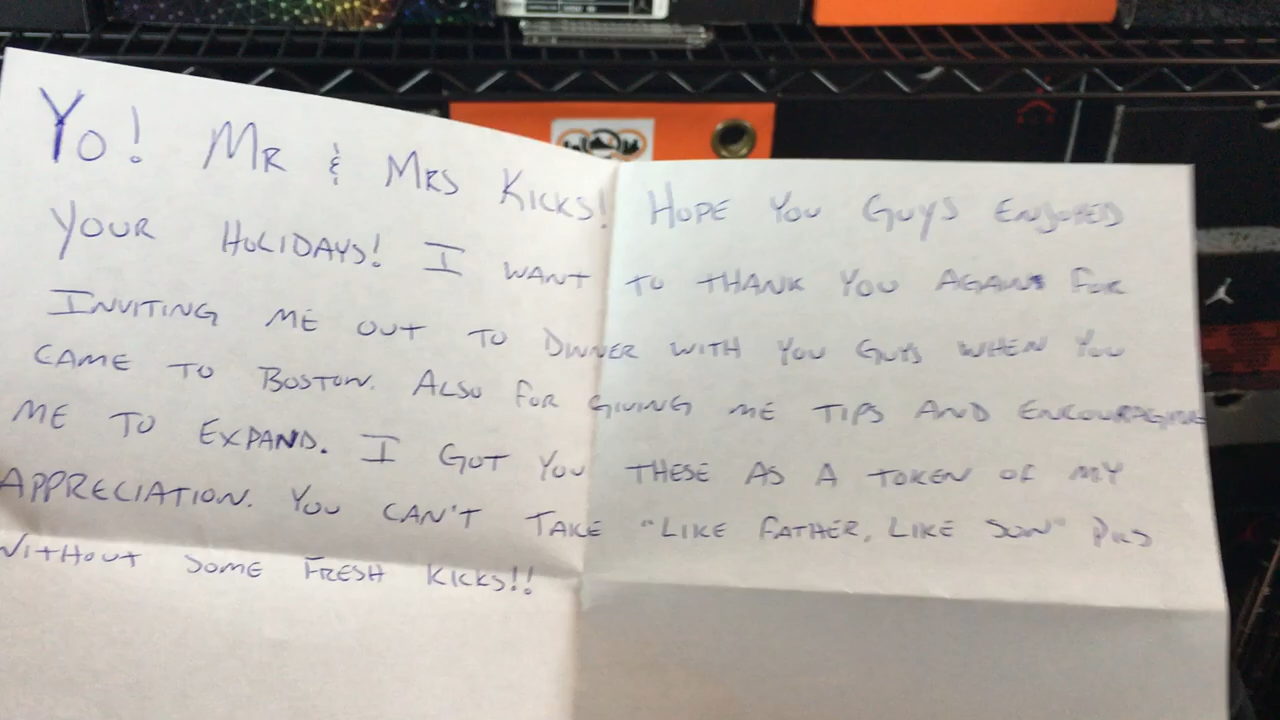 Yo! MR & MRS KICKS! HOPE YOU GUYS ENJOYED
YOUR HOLIDAYS! I WANT TO THANK YOU AGAIN FOR
INVITING ME OUT TO DINNER WITH YOU GUYS WHEN YOU
CAME TO BOSTON. ALSO FOR GIVING ME TIPS AND ENCOURAGING
ME TO EXPAND. I GOT YOU THESE AS A TOKEN OF MY
APPRECIATION. YOU CAN'T TAKE "LIKE FATHER, LIKE SON" PICS
WITHOUT SOME FRESH KICKS!!